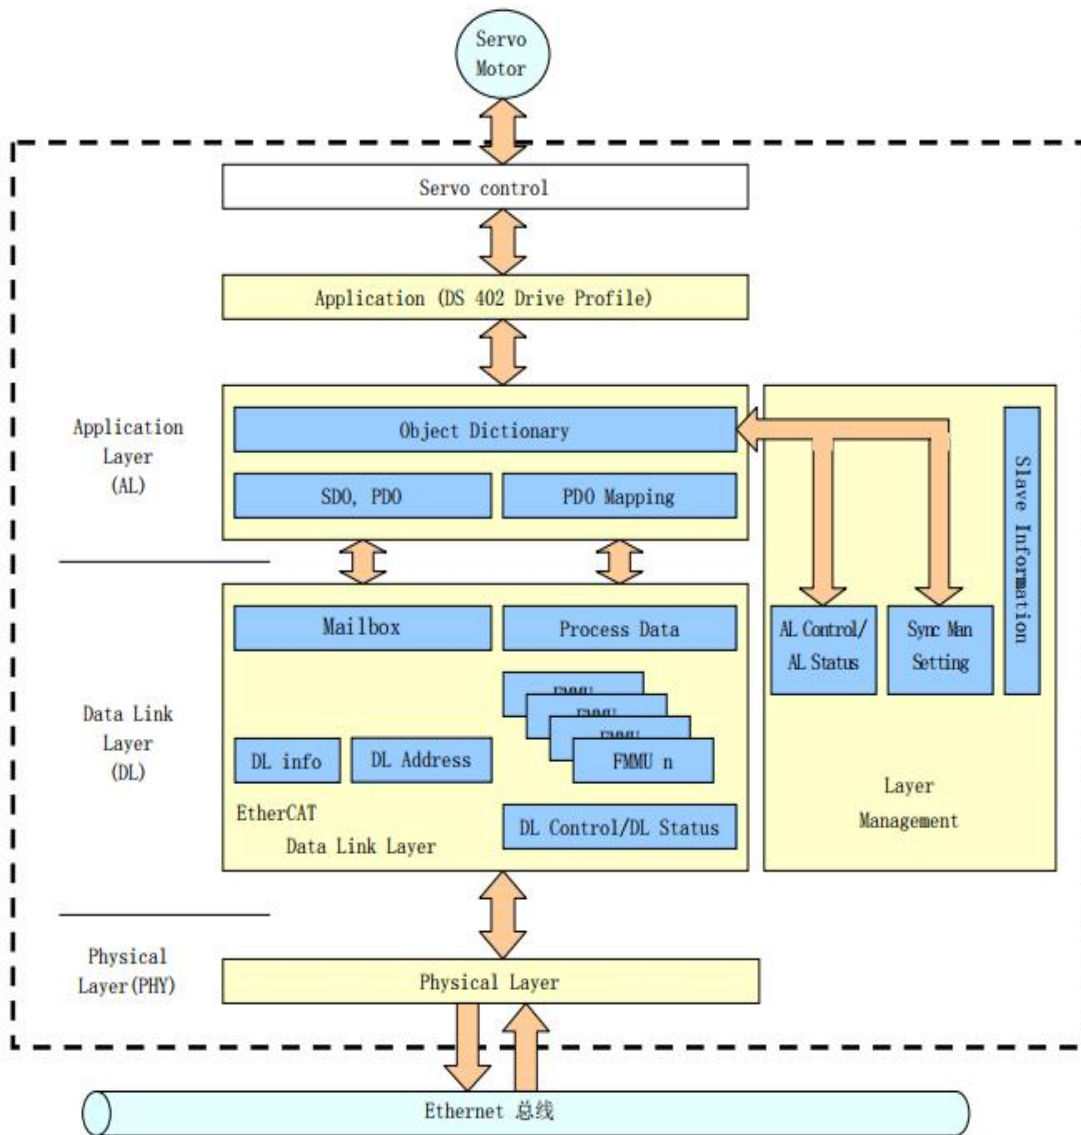 Servo
Motor
Servo control
Application (DS 402 Drive Profile)
Application
Layer
(AL)
Object Dictionary
SDO, PDO
PDO Mapping
Slave Information
Mailbox
Process Data
AL Control/
AL Status
Sync Man
Setting
FMMU
FMMU
FMMU
FMMU n
Data Link
Layer
(DL)
DL info
DL Address
EtherCAT
Data Link Layer
DL Control/DL Status
Layer
Management
Physical
Layer(PHY)
Physical Layer
Ethernet 总线